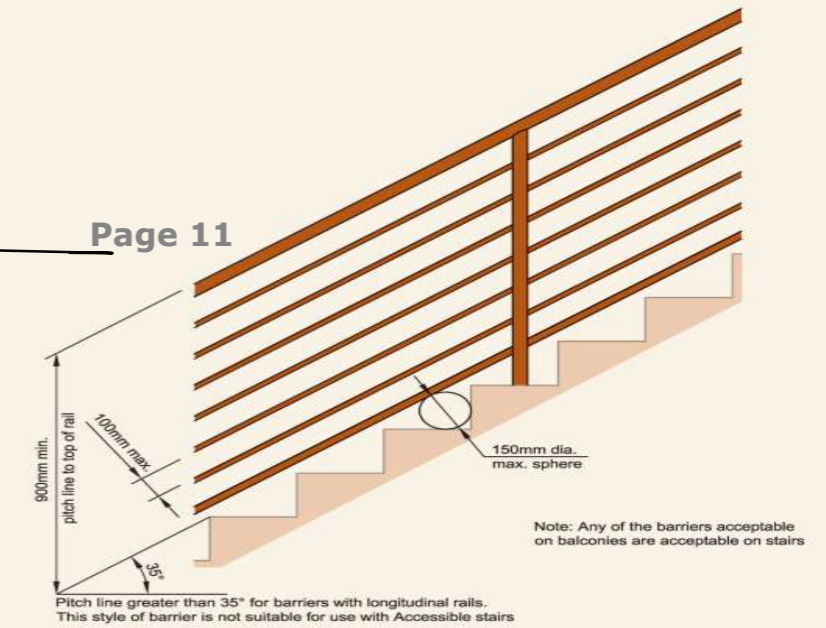 Page 11
900mm min.
pitch line to top of rail
100mm max.
150mm dia.
max. sphere
Note: Any of the barriers acceptable
on balconies are acceptable on stairs
35°
Pitch line greater than 35° for barriers with longitudinal rails.
This style of barrier is not suitable for use with Accessible stairs